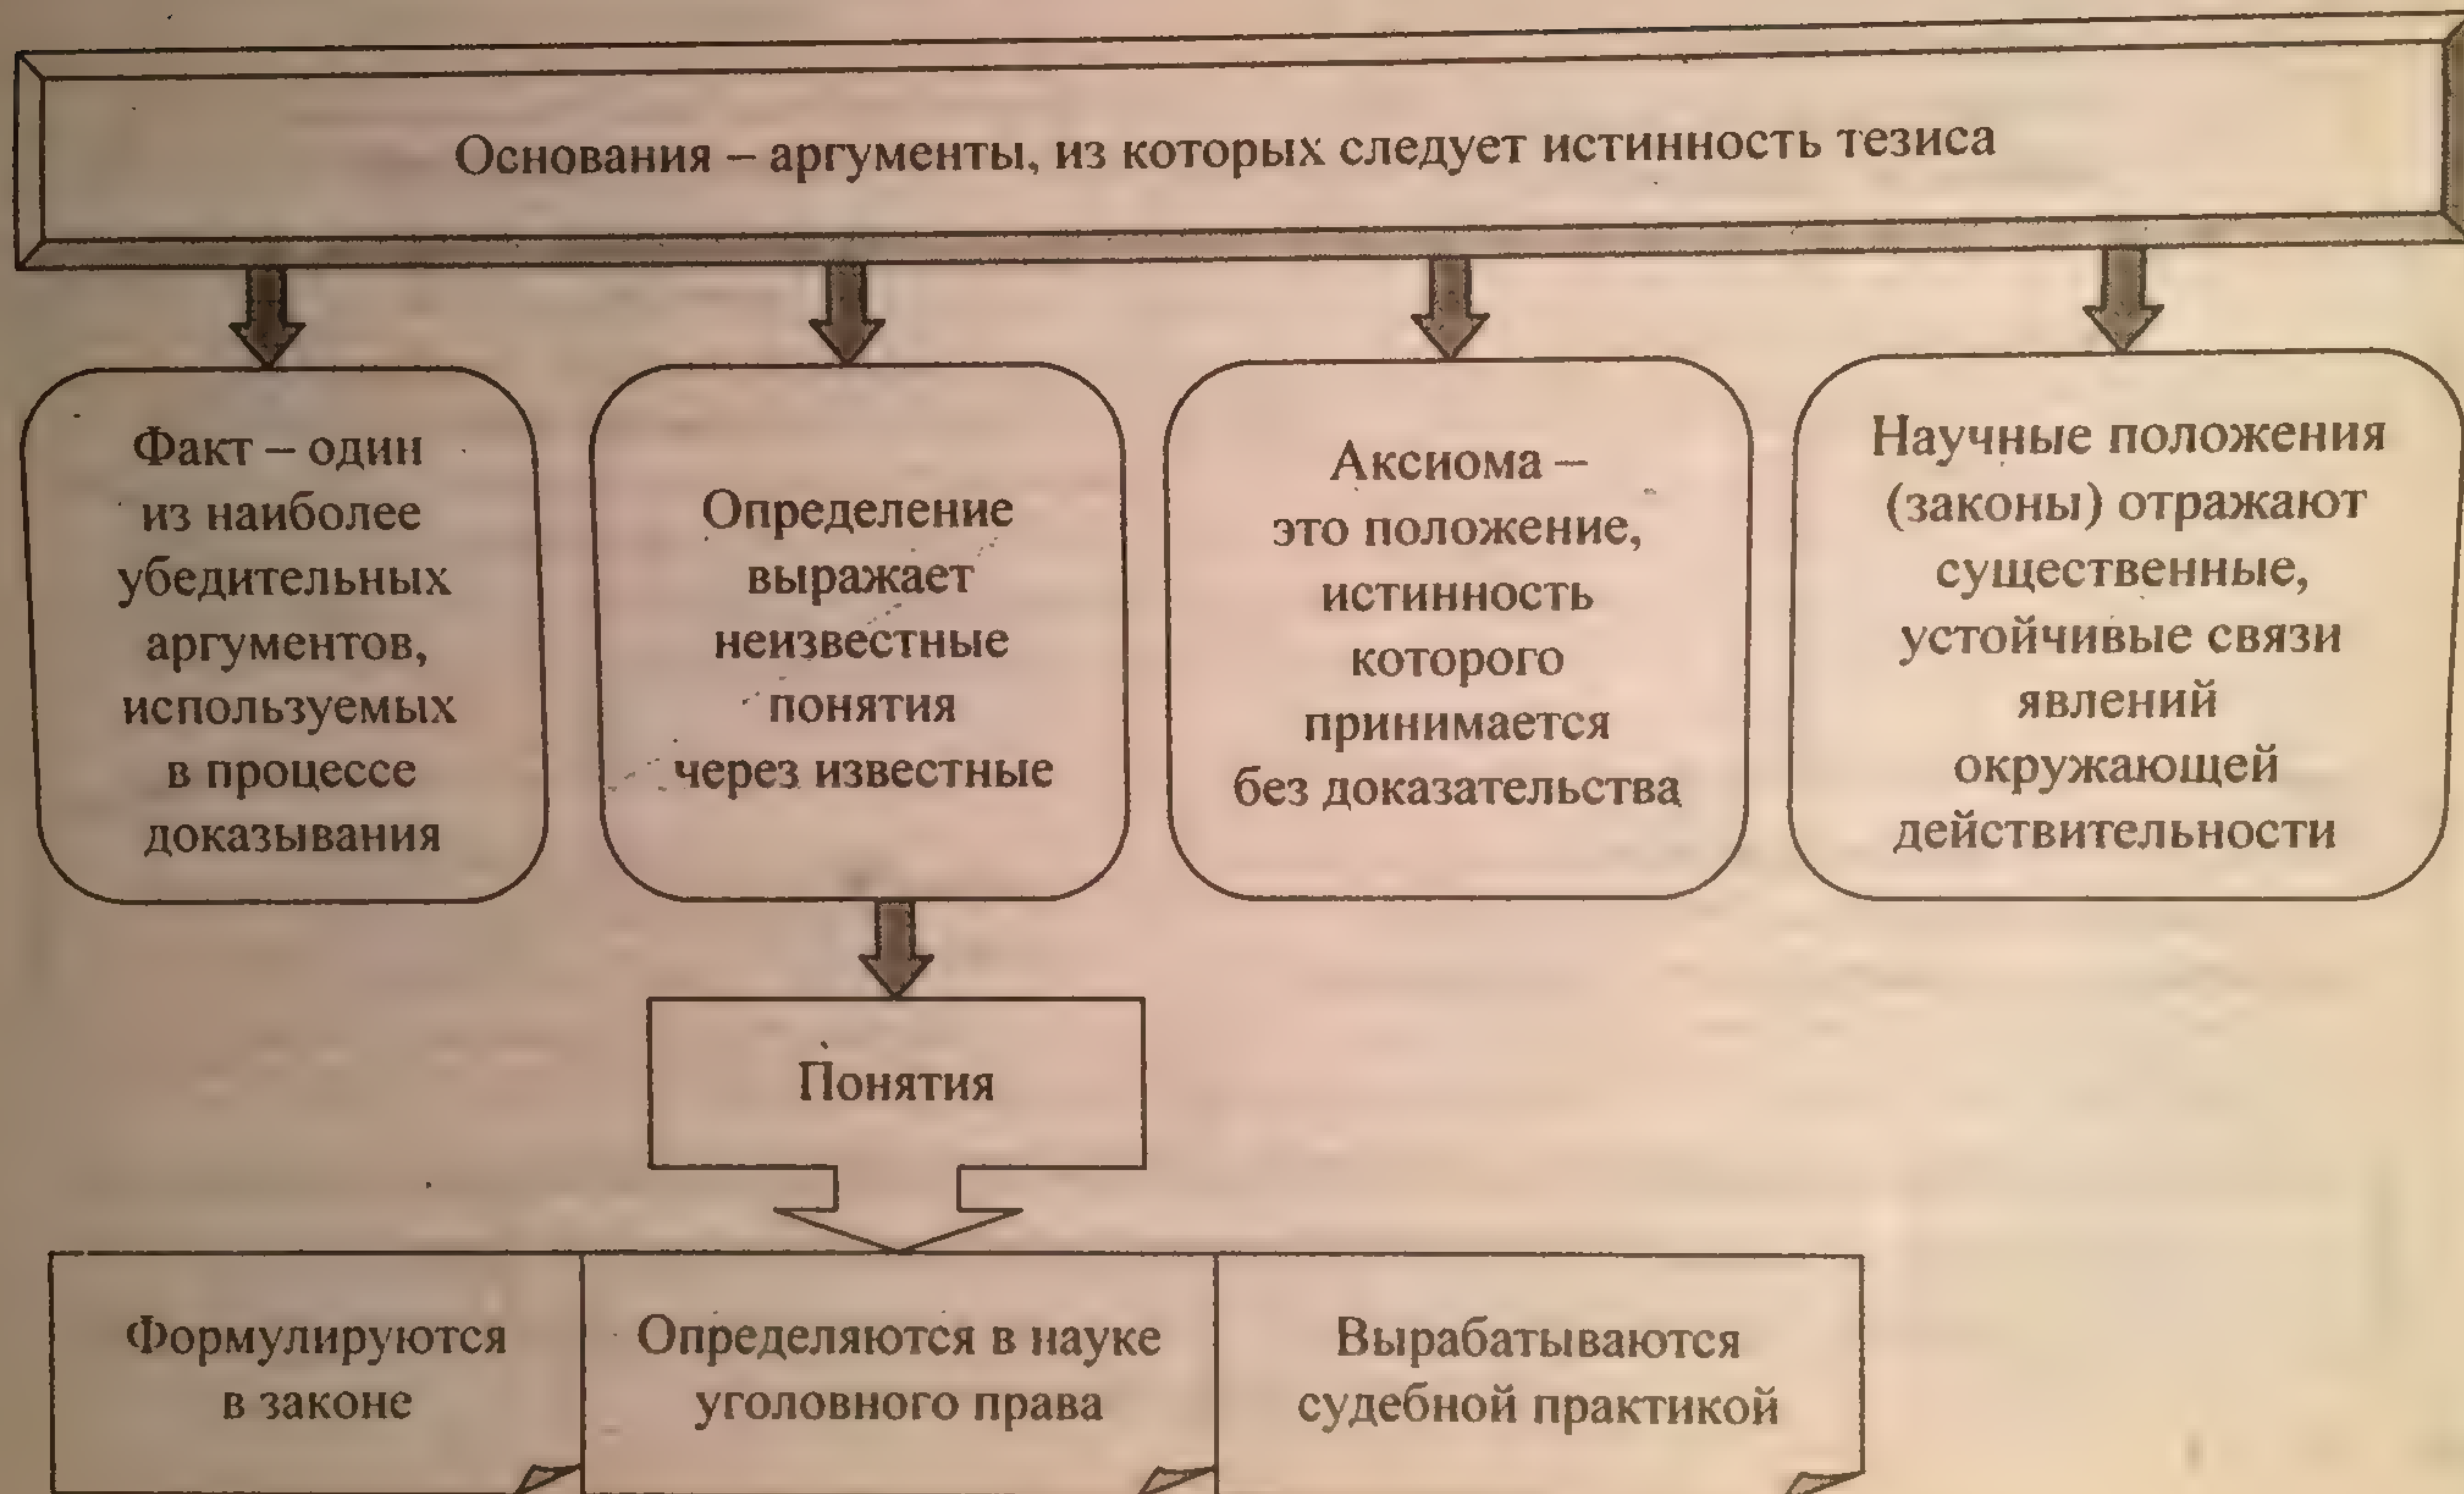 Основания – аргументы, из которых следует истинность тезиса
Факт – один
из наиболее
убедительных
аргументов,
используемых
в процессе
доказывания
Определение
выражает
неизвестные
понятия
через известные
Аксиома –
это положение,
истинность
которого
принимается
без доказательства
Научные положения
(законы) отражают
существенные,
устойчивые связи
явлений
окружающей
действительности
Понятия
Формулируются
в законе
Определяются в науке
уголовного права
Вырабатываются
судебной практикой